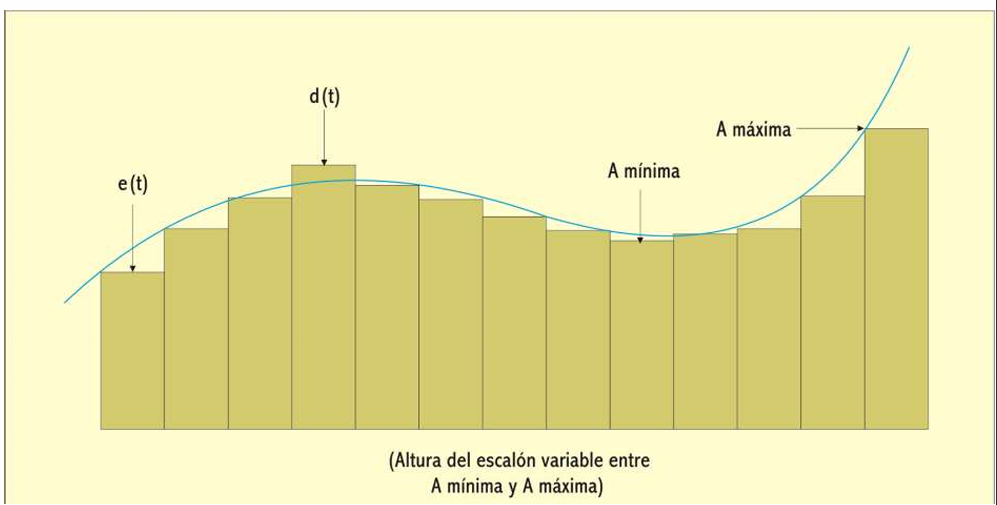 d(t)
A máxima
A mínima
e(t)
(Altura del escalón variable entre
A mínima y A máxima)